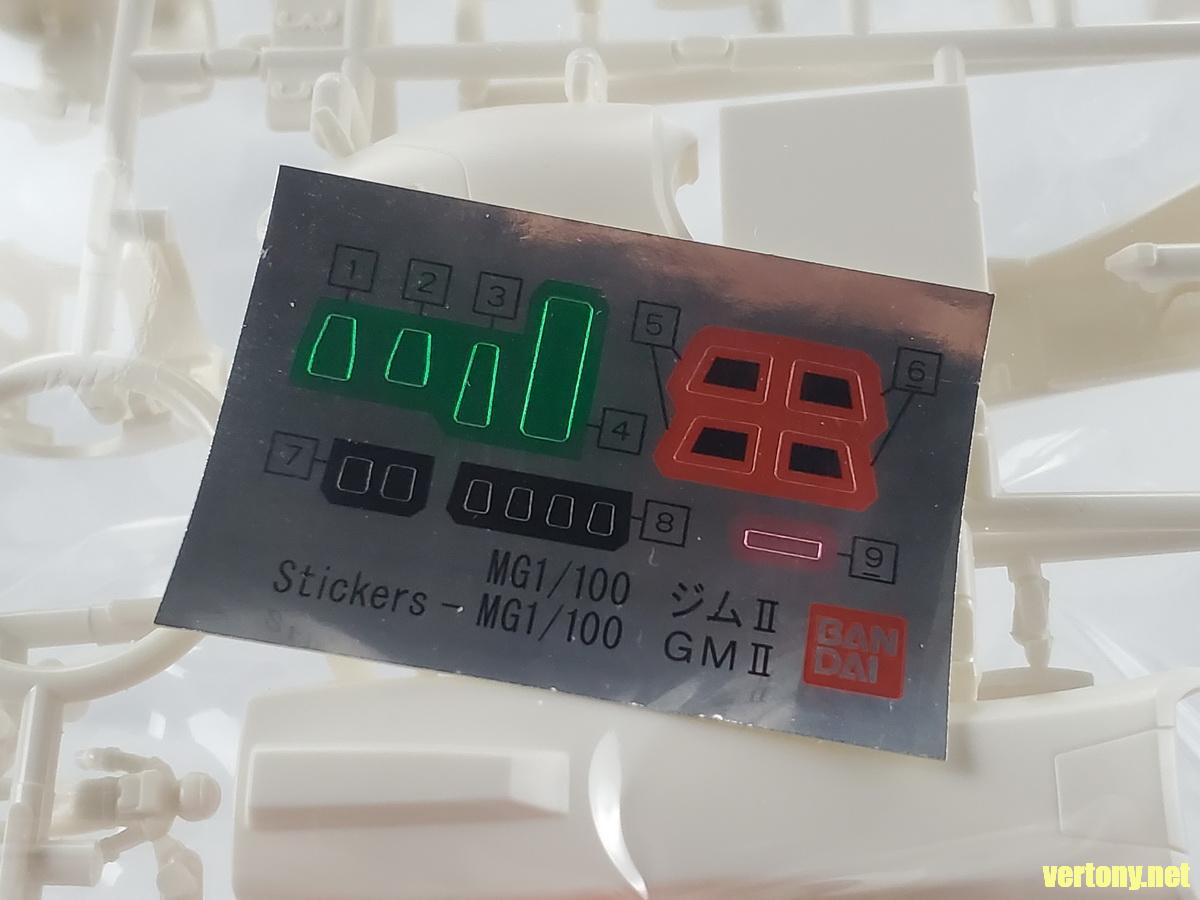 1
2
3
4
5
6
7
8
9
MG1/100 ジムⅡ
Stickers - MG1/100 GMⅡ
BAN
DAI
vertony.net